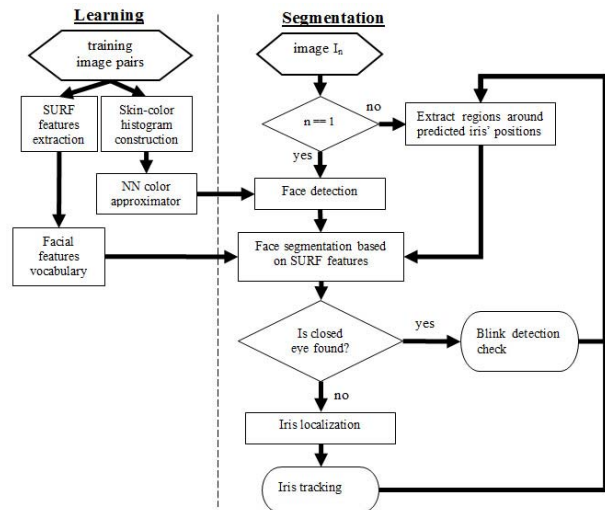 Learning
training
image pairs
SURF
features
extraction
Skin-color
histogram
construction
NN color
approximator
Facial
features
vocabulary
Segmentation
image In
n == 1
no
Extract regions around
predicted iris' positions
yes
Face detection
Face segmentation based
on SURF features
Is closed
eye found?
yes
Blink detection
check
no
Iris localization
Iris tracking